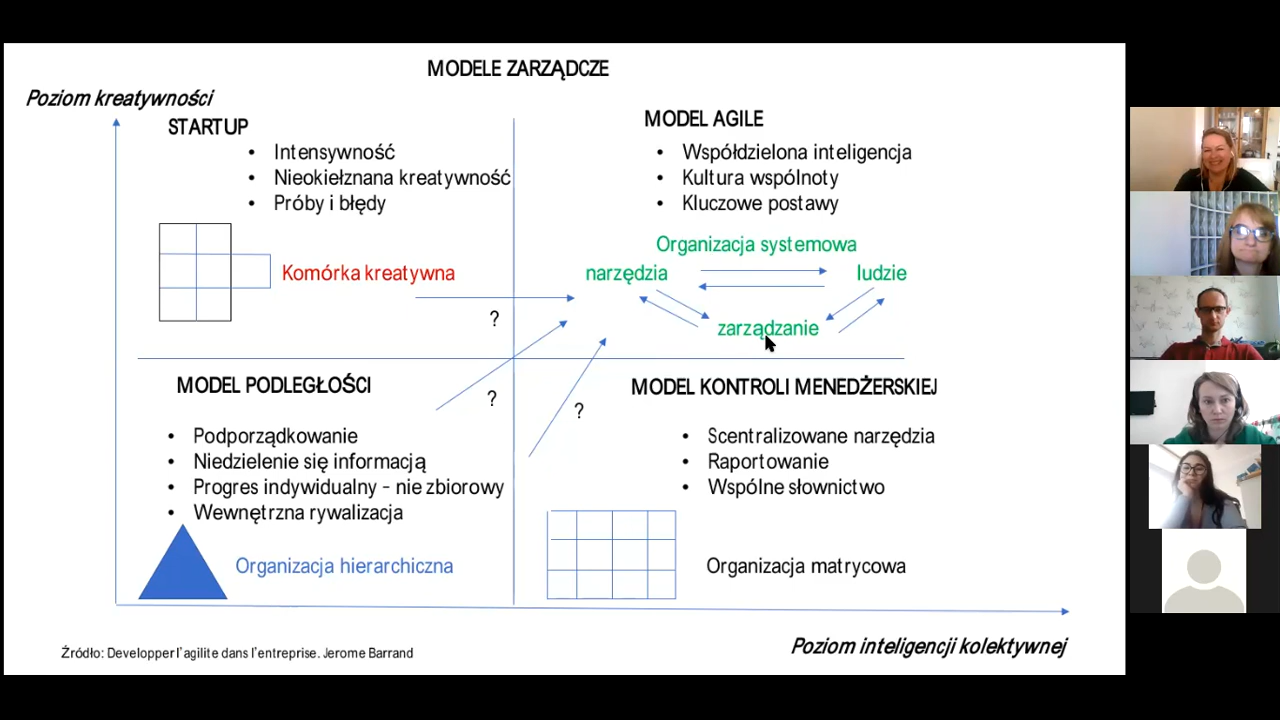 MODELE ZARZĄDCZE
Poziom kreatywności
STARTUP
• Intensywność
• Nieokiełznana kreatywność
• Próby i błędy
Komórka kreatywna
?
MODEL AGILE
• Współdzielona inteligencja
• Kultura wspólnoty
• Kluczowe postawy
Organizacja systemowa
narzędzia
ludzie
zarządzanie
MODEL PODLEGŁOŚCI
?
• Podporządkowanie
• Niedzielenie się informacją
• Progres indywidualny - nie zbiorowy
• Wewnętrzna rywalizacja
Organizacja hierarchiczna
MODEL KONTROLI MENEDŻERSKIEJ
?
• Scentralizowane narzędzia
• Raportowanie
• Wspólne słownictwo
Organizacja matrycowa
Poziom inteligencji kolektywnej
Źródło: Developper l'agilite dans l'entreprise. Jerome Barrand